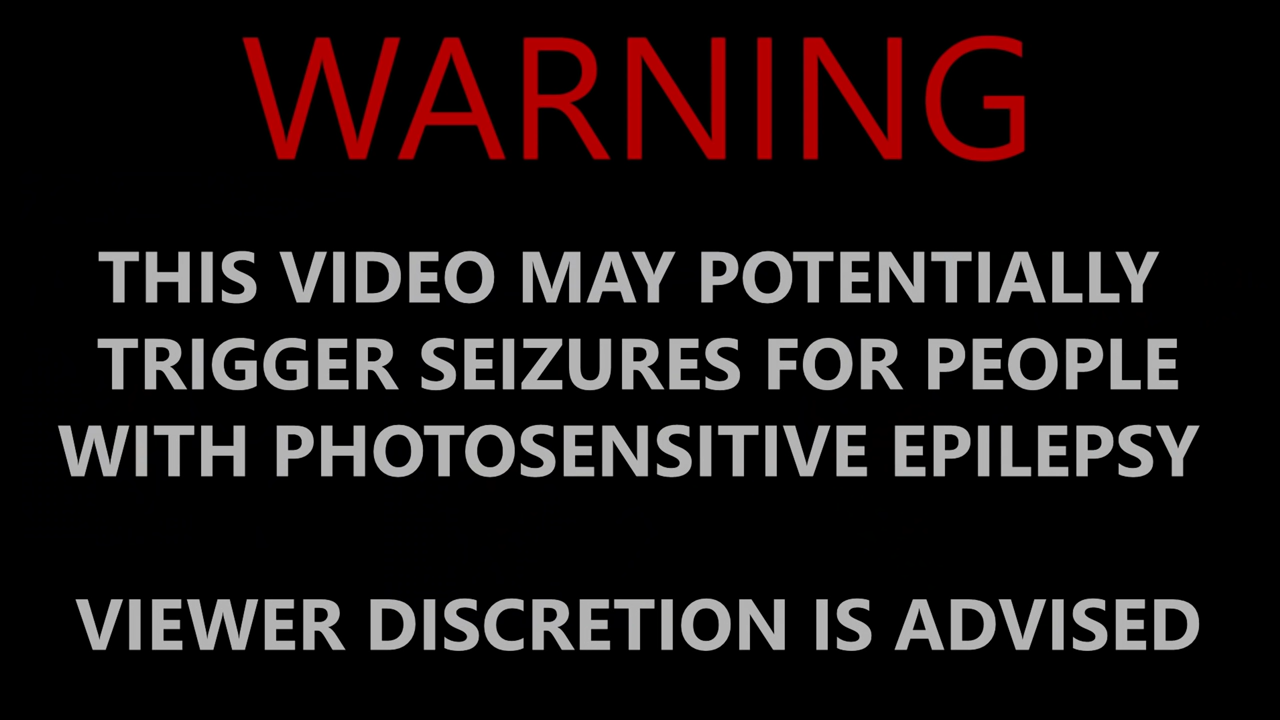 WARNING
THIS VIDEO MAY POTENTIALLY
TRIGGER SEIZURES FOR PEOPLE
WITH PHOTOSENSITIVE EPILEPSY
VIEWER DISCRETION IS ADVISED